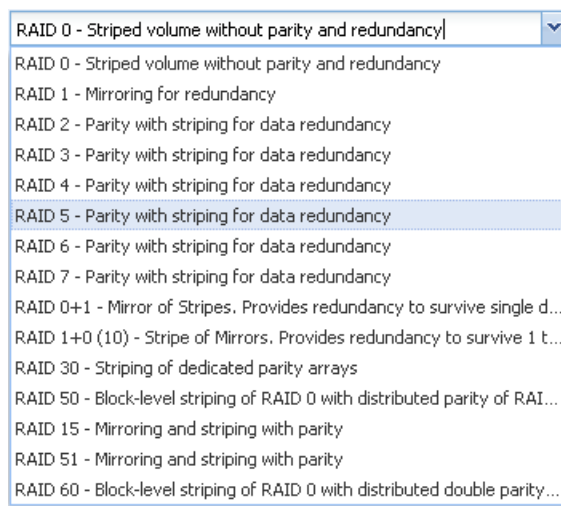 RAID 0 - Striped volume without parity and redundancy
RAID 0 - Striped volume without parity and redundancy
RAID 1 - Mirroring for redundancy
RAID 2 - Parity with striping for data redundancy
RAID 3 - Parity with striping for data redundancy
RAID 4 - Parity with striping for data redundancy
RAID 5 - Parity with striping for data redundancy
RAID 6 - Parity with striping for data redundancy
RAID 7 - Parity with striping for data redundancy
RAID 0+1 - Mirror of Stripes. Provides redundancy to survive single d...
RAID 1+0 (10) - Stripe of Mirrors. Provides redundancy to survive 1 t...
RAID 30 - Striping of dedicated parity arrays
RAID 50 - Block-level striping of RAID 0 with distributed parity of RAI...
RAID 15 - Mirroring and striping with parity
RAID 51 - Mirroring and striping with parity
RAID 60 - Block-level striping of RAID 0 with distributed double parity...